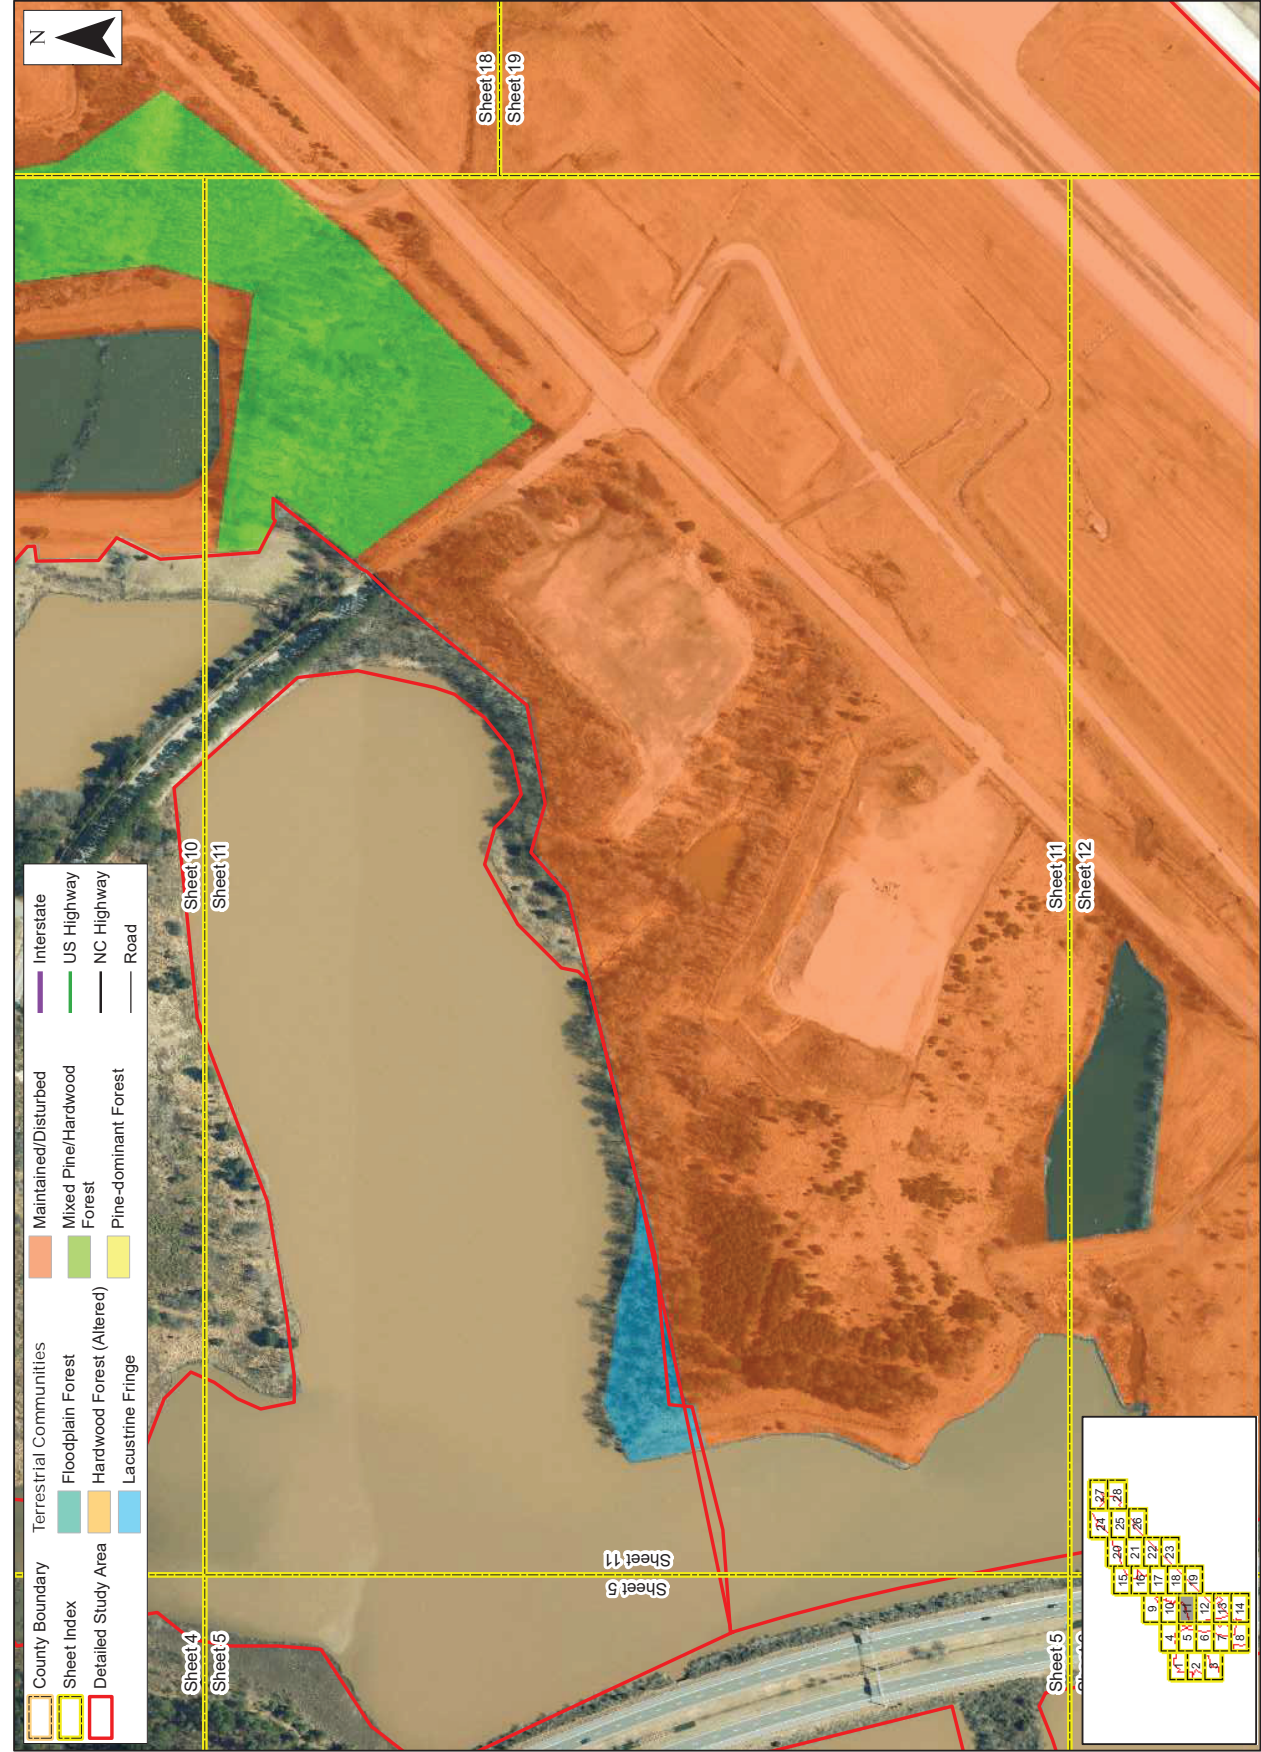 N
County Boundary
Sheet Index
Detailed Study Area
Terrestrial Communities
Floodplain Forest
Hardwood Forest (Altered)
Lacustrine Fringe
Maintained/Disturbed
Mixed Pine/Hardwood
Forest
Pine-dominant Forest
Interstate
US Highway
NC Highway
Road
Sheet 4
Sheet 5
Sheet 10
Sheet 11
Sheet 18
Sheet 19
Sheet 11
Sheet 5
Sheet 5
Sheet 11
Sheet 12
1
2
3
4
5
6
7
8
9
10
11
12
13
14
15
16
17
18
19
20
21
22
23
24
25
26
27
28